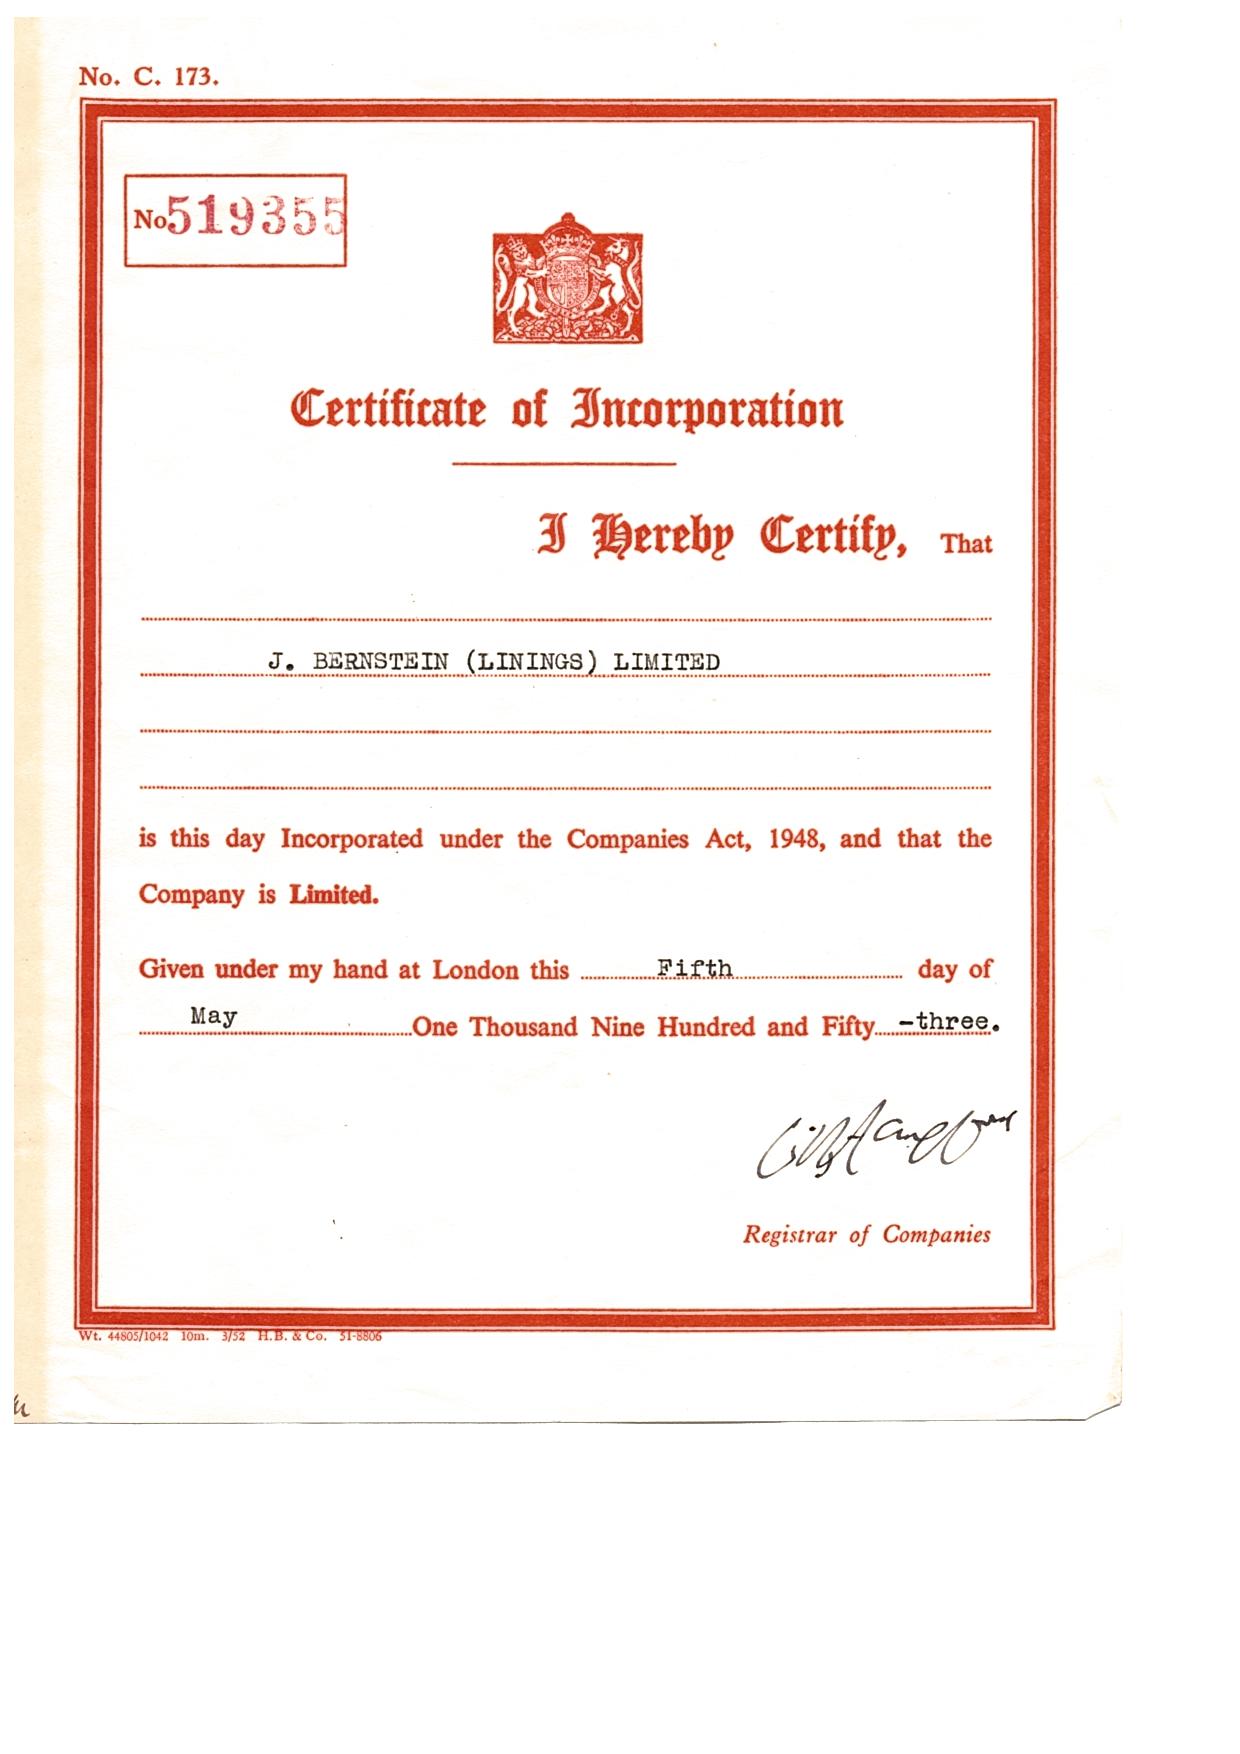 No. C. 173.
No 519355
Certificate of Incorporation
I Hereby Certify, That
J. BERNSTEIN (LININGS) LIMITED
is this day Incorporated under the Companies Act, 1948, and that the
Company is Limited.
Given under my hand at London this Fifth day of
May One Thousand Nine Hundred and Fifty -three.
Registrar of Companies
Wt. 44805/1042 10m. 3/52 H.B. & Co. 51-8806